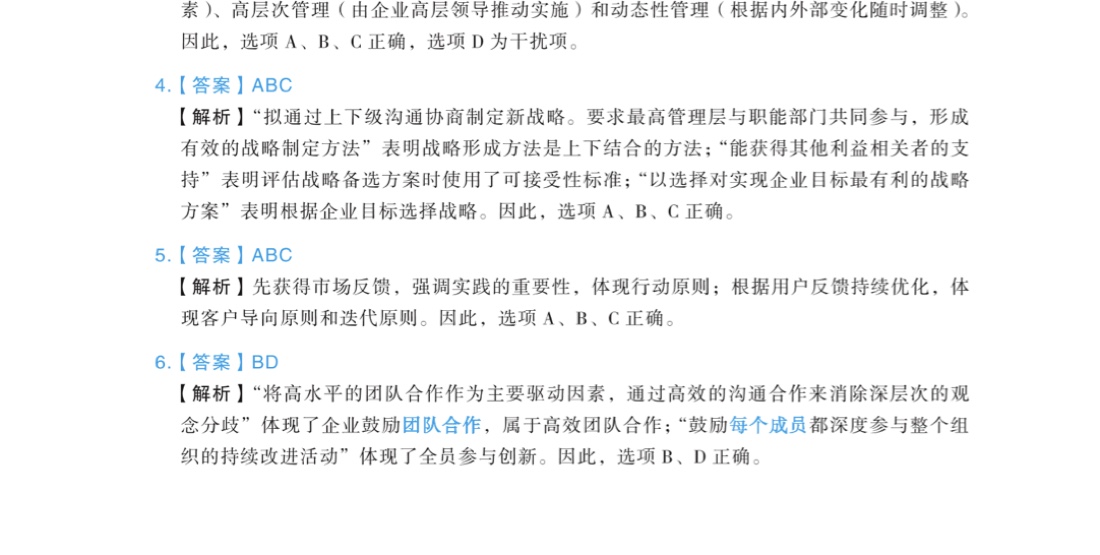 素）、高层次管理（由企业高层领导推动实施）和动态性管理（根据内外部变化随时调整）。
因此，选项 A、B、C 正确，选项 D 为干扰项。
4.【答案】ABC
【解析】“拟通过上下级沟通协商制定新战略。要求最高管理层与职能部门共同参与，形成
有效的战略制定方法”表明战略形成方法是上下结合的方法；“能获得其他利益相关者的支
持”表明评估战略备选方案时使用了可接受性标准；“以选择对实现企业目标最有利的战略
方案”表明根据企业目标选择战略。因此，选项 A、B、C 正确。
5.【答案】ABC
【解析】先获得市场反馈，强调实践的重要性，体现行动原则；根据用户反馈持续优化，体
现客户导向原则和迭代原则。因此，选项 A、B、C 正确。
6.【答案】BD
【解析】“将高水平的团队合作作为主要驱动因素，通过高效的沟通合作来消除深层次的观
念分歧”体现了企业鼓励团队合作，属于高效团队合作；“鼓励每个成员都深度参与整个组
织的持续改进活动”体现了全员参与创新。因此，选项 B、D 正确。